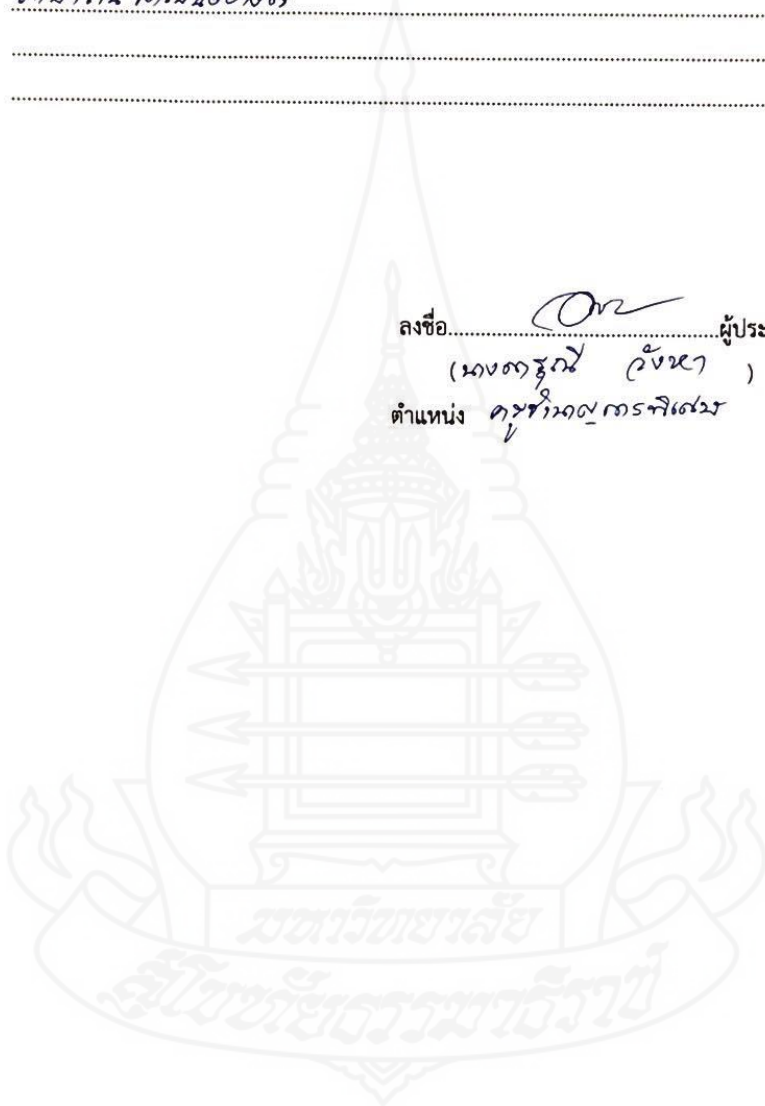 ลงชื่อ......................................ผู้ประ
(นางดารุณี วังหา )
ตำแหน่ง ครูชำนาญการพิเศษ
มหาวิทยาลัย
สุโขทัยธรรมาธิราช